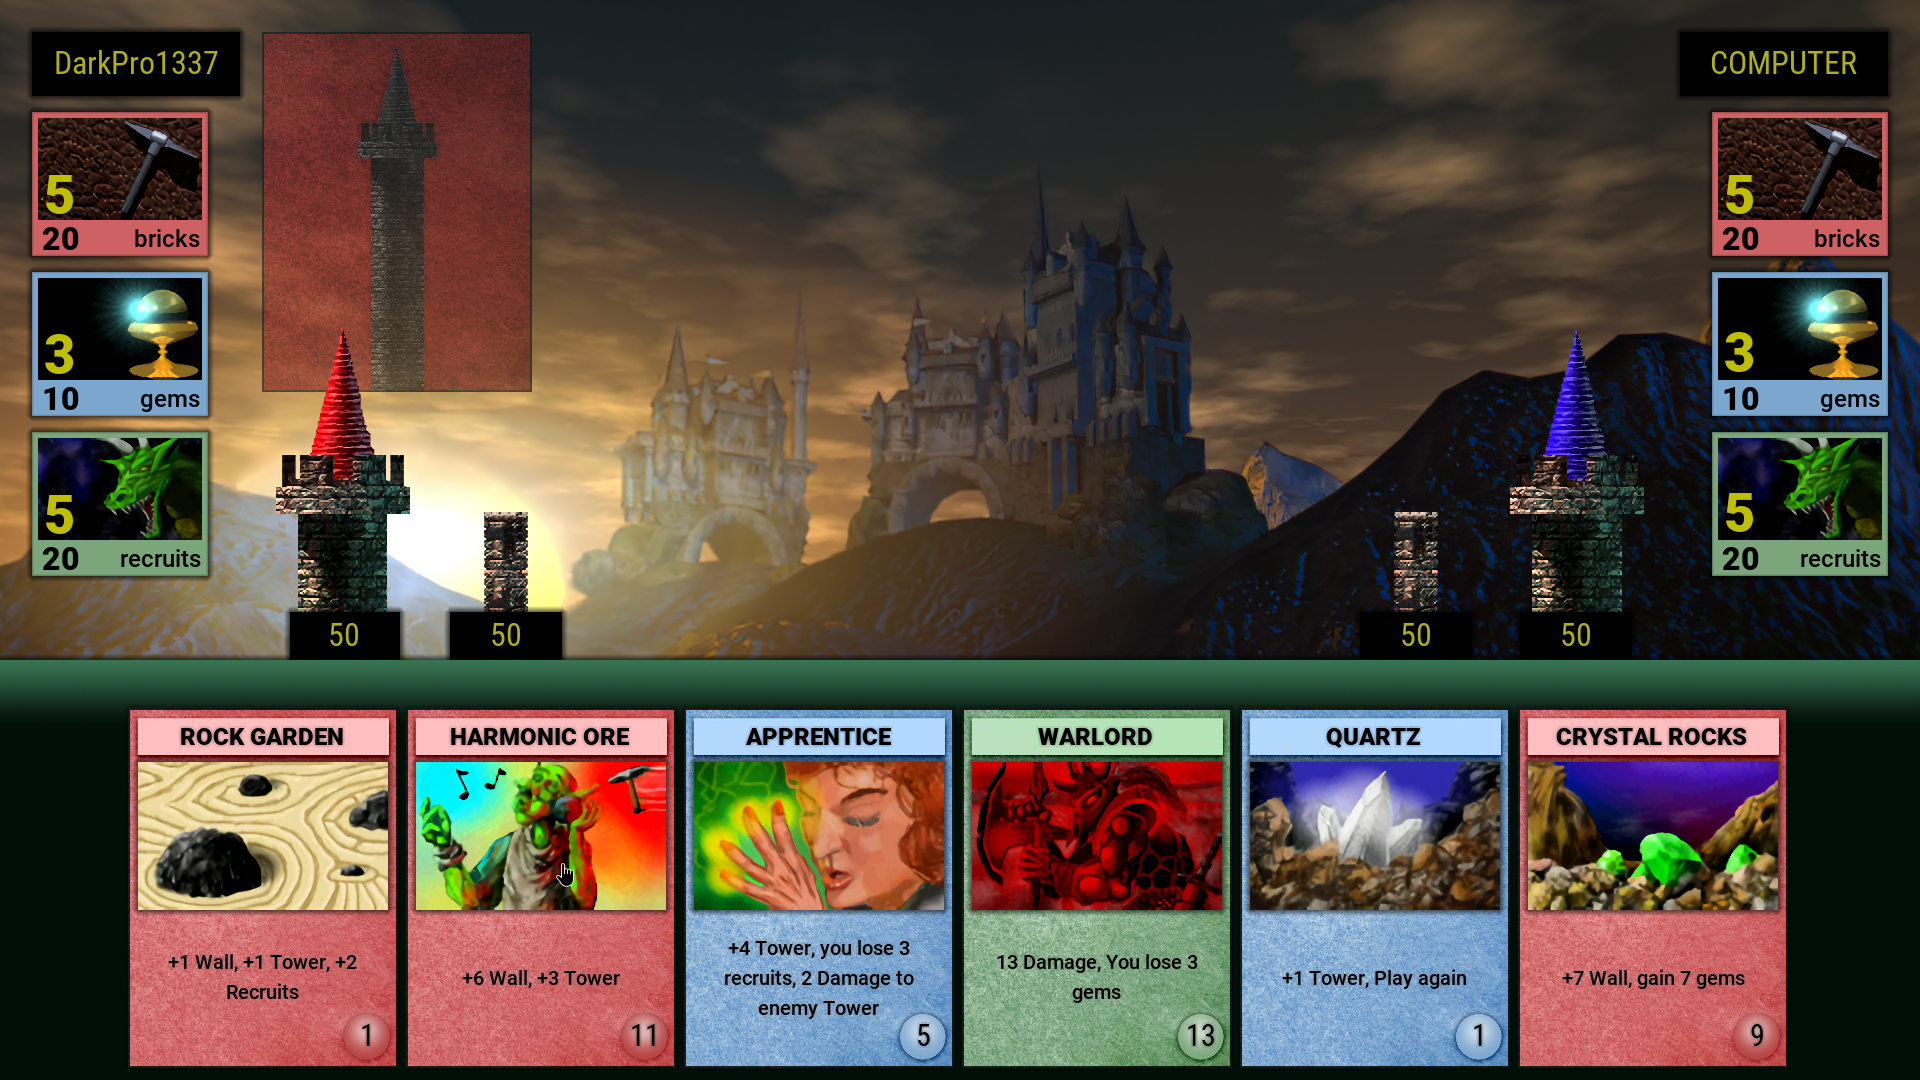 DarkPro1337
COMPUTER
5
20 bricks
3
10 gems
5
20 recruits
5
20 bricks
3
10 gems
5
20 recruits
50
50
50
50
ROCK GARDEN
+1 Wall, +1 Tower, +2
Recruits
1
HARMONIC ORE
+6 Wall, +3 Tower
11
APPRENTICE
+4 Tower, you lose 3
recruits, 2 Damage to
enemy Tower
5
WARLORD
13 Damage, You lose 3
gems
13
QUARTZ
+1 Tower, Play again
1
CRYSTAL ROCKS
+7 Wall, gain 7 gems
9